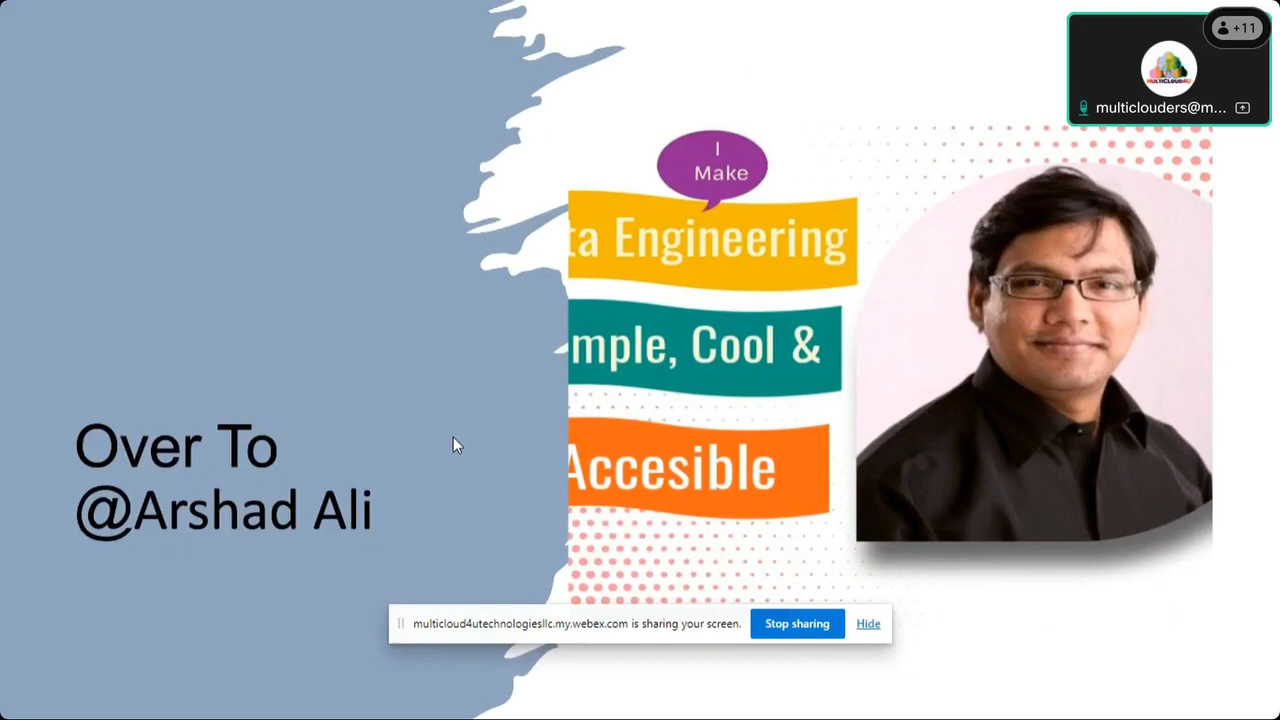 +11
MULTICLOUD4U
multiclouders@m...
I
Make
ta Engineering
mple, Cool &
Accesible
Over To
@Arshad Ali
multicloud4utechnologiesllc.my.webex.com is sharing your screen.
Stop sharing
Hide